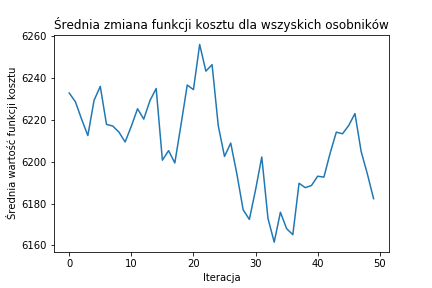 Średnia zmiana funkcji kosztu dla wszyskich osobników
Średnia wartość funkcji kosztu
6260
6240
6220
6200
6180
6160
0 10 20 30 40 50
Iteracja